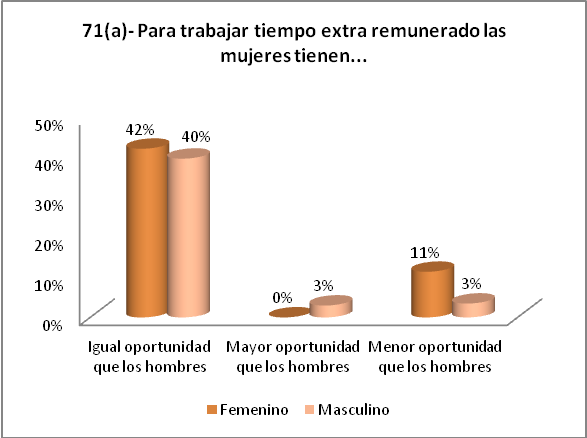 71(a)- Para trabajar tiempo extra remunerado las
mujeres tienen...
50%
40%
30%
20%
10%
0%
42%
40%
0%
3%
11%
3%
Igual oportunidad
que los hombres
Mayor oportunidad
que los hombres
Menor oportunidad
que los hombres
Femenino
Masculino